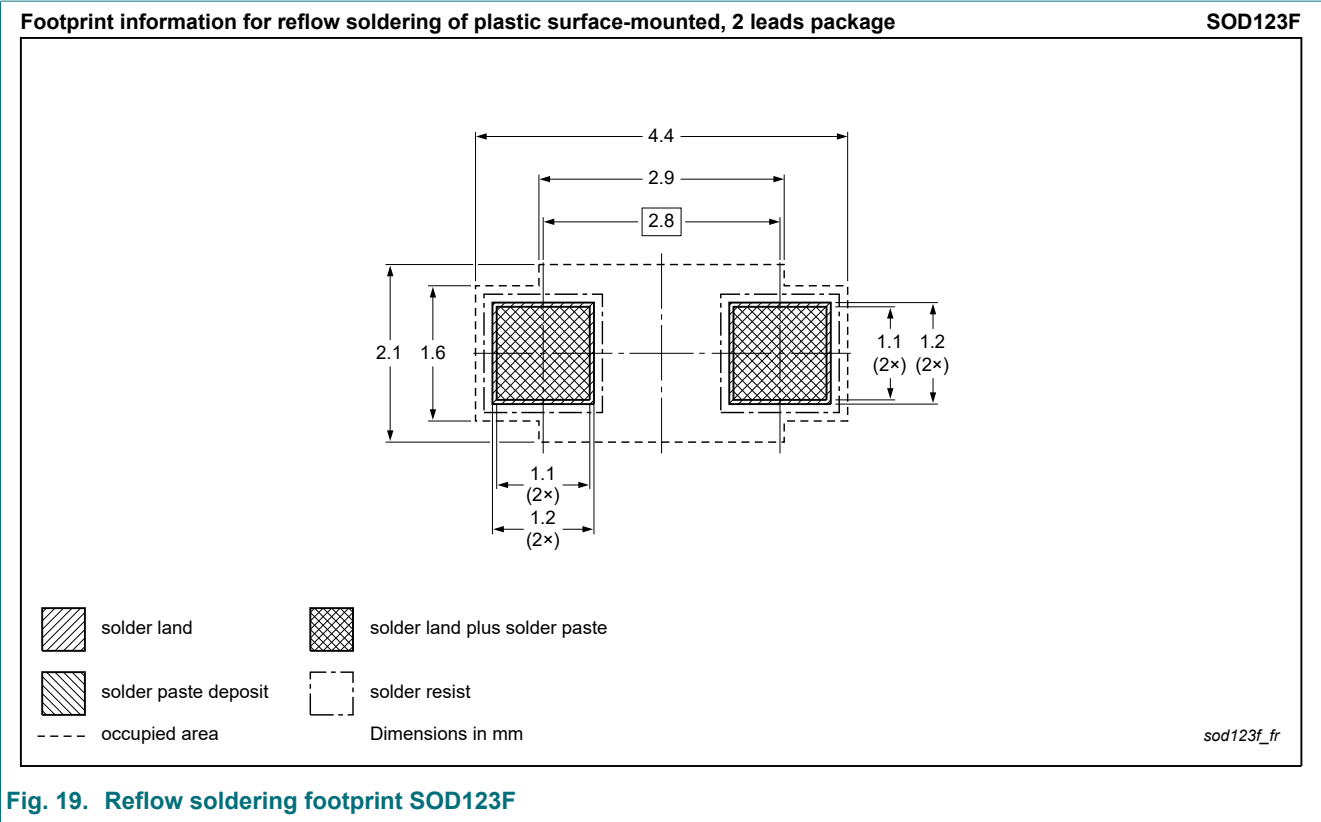 Footprint information for reflow soldering of plastic surface-mounted, 2 leads package SOD123F
4.4
2.9
2.8
2.1 1.6
1.1 1.2
(2×) (2×)
1.1
(2×)
1.2
(2×)
solder land
solder land plus solder paste
solder paste deposit
solder resist
occupied area
Dimensions in mm
sod123f_fr
Fig. 19. Reflow soldering footprint SOD123F